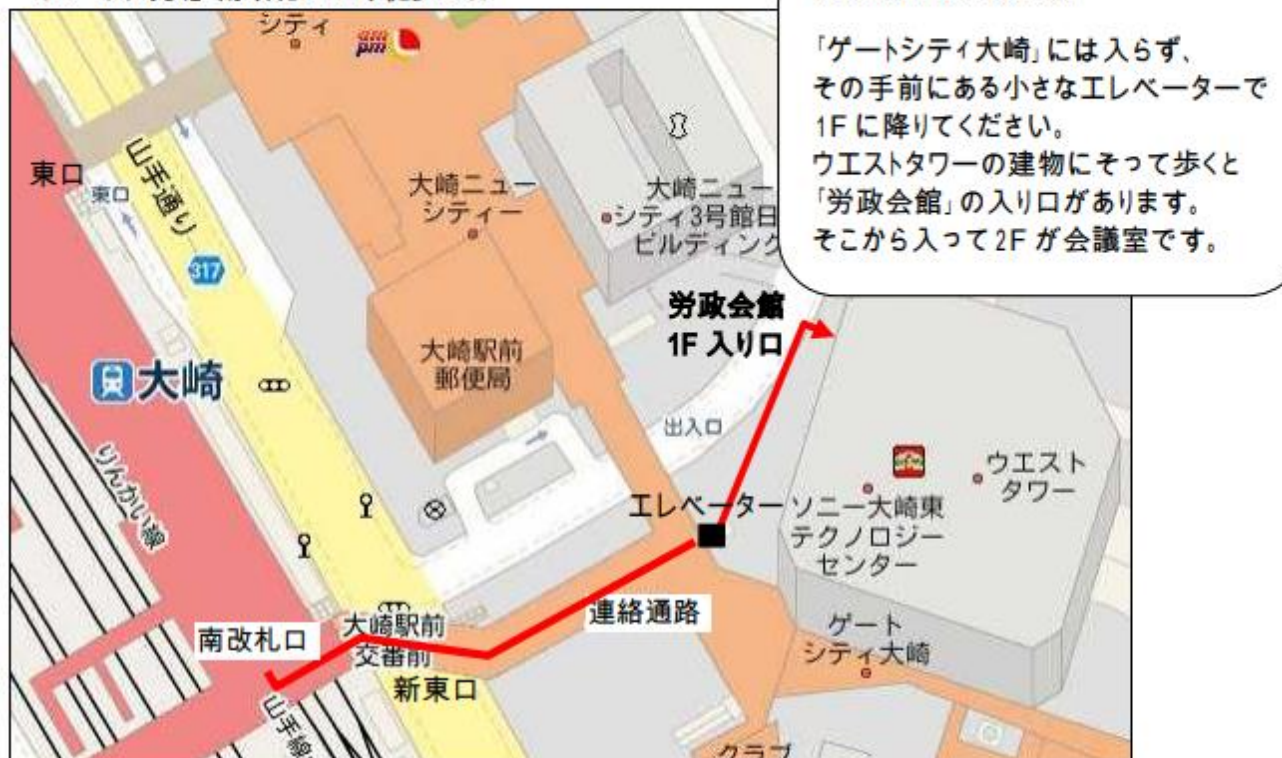 「ゲートシティ大崎」には入らず、
その手前にある小さなエレベーターで
1Fに降りてください。
ウエストタワーの建物にそって歩くと
「労政会館」の入り口があります。
そこから入って2Fが会議室です。
シティ
am
pm
東口
東口
山手通り
317
大崎ニュー
シティー
大崎ニュー
シティ3号館日
ビルディング
労政会館
1F 入り口
大崎駅前
郵便局
大崎
出入口
りんかい線
エレベーター
ウエスト
タワー
ソニー大崎東
テクノロジー
センター
連絡通路
南改札口
大崎駅前
交番前
新東口
ゲート
シティ大崎
山手線
クラブ